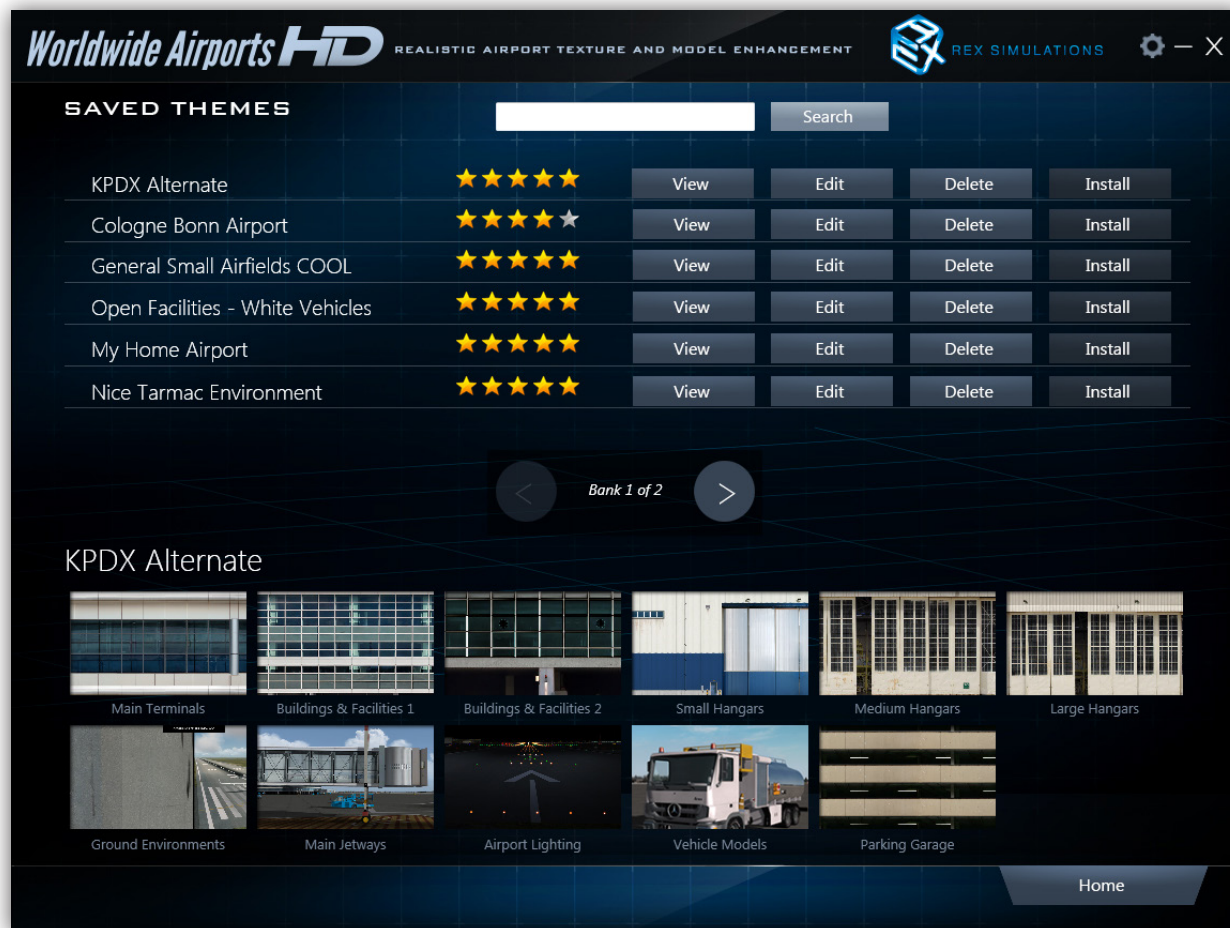 Worldwide Airports HD REALISTIC AIRPORT TEXTURE AND MODEL ENHANCEMENT REX REX SIMULATIONS
SAVED THEMES
Search
KPDX Alternate View Edit Delete Install
Cologne Bonn Airport View Edit Delete Install
General Small Airfields COOL View Edit Delete Install
Open Facilities - White Vehicles View Edit Delete Install
My Home Airport View Edit Delete Install
Nice Tarmac Environment View Edit Delete Install
< Bank 1 of 2 >
KPDX Alternate
Main Terminals Buildings & Facilities 1 Buildings & Facilities 2 Small Hangars Medium Hangars Large Hangars
Ground Environments Main Jetways Airport Lighting Vehicle Models Parking Garage
Home